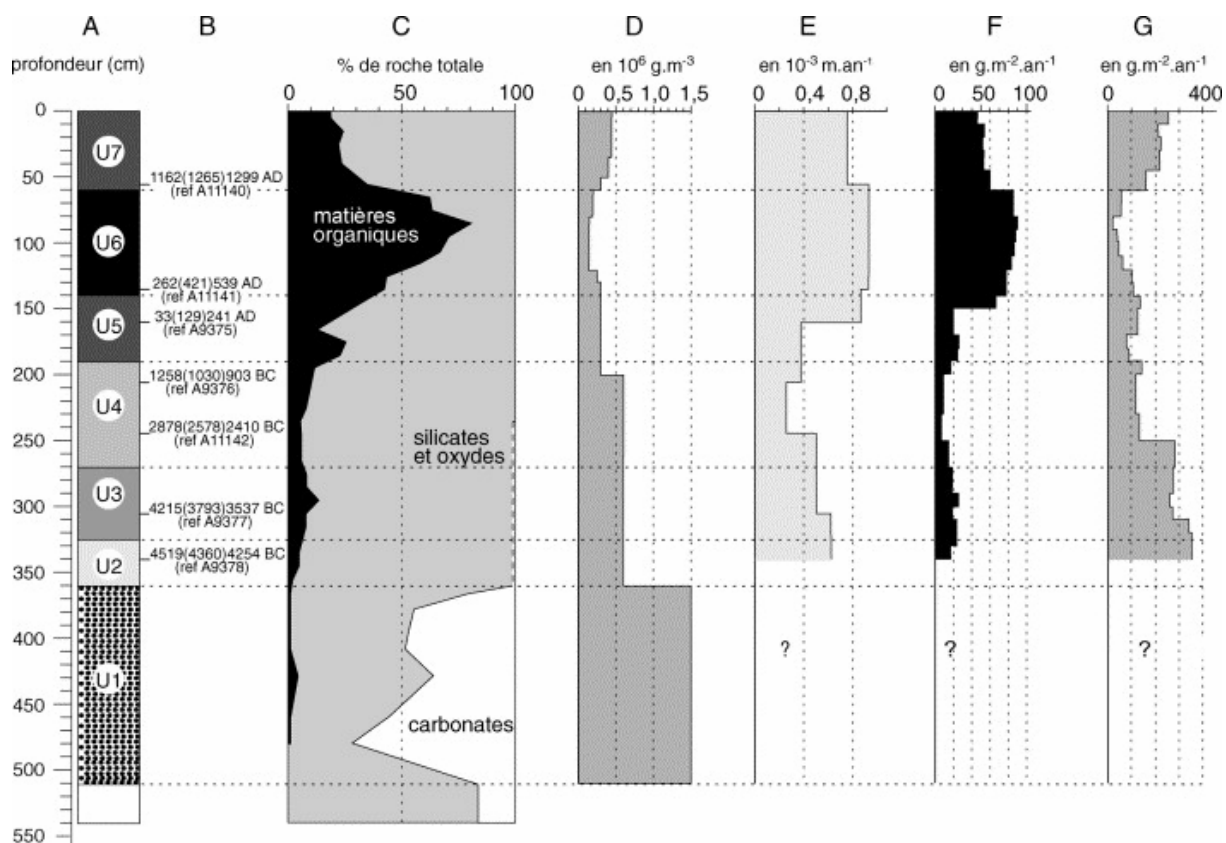 A B C D E F G
profondeur (cm) % de roche totale en 10⁶ g.m⁻³ en 10⁻³ m.an⁻¹ en g.m⁻².an⁻¹ en g.m⁻².an⁻¹
0 50 100 0 0,5 1,0 1,5 0 0,4 0,8 0 50 100 0 200 400
0
50
100
150
200
250
300
350
400
450
500
550
U7
U6
U5
U4
U3
U2
U1
1162(1265)1299 AD
(ref A11140)
262(421)539 AD
(ref A11141)
33(129)241 AD
(ref A9375)
1258(1030)903 BC
(ref A9376)
2878(2578)2410 BC
(ref A11142)
4215(3793)3537 BC
(ref A9377)
4519(4360)4254 BC
(ref A9378)
matières
organiques
silicates
et oxydes
carbonates
? ? ?